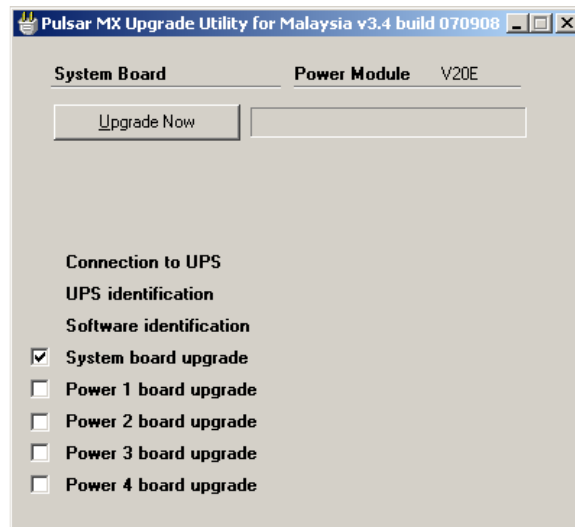 Pulsar MX Upgrade Utility for Malaysia v3.4 build 070908
System Board Power Module V20E
Upgrade Now
Connection to UPS
UPS identification
Software identification
System board upgrade
Power 1 board upgrade
Power 2 board upgrade
Power 3 board upgrade
Power 4 board upgrade